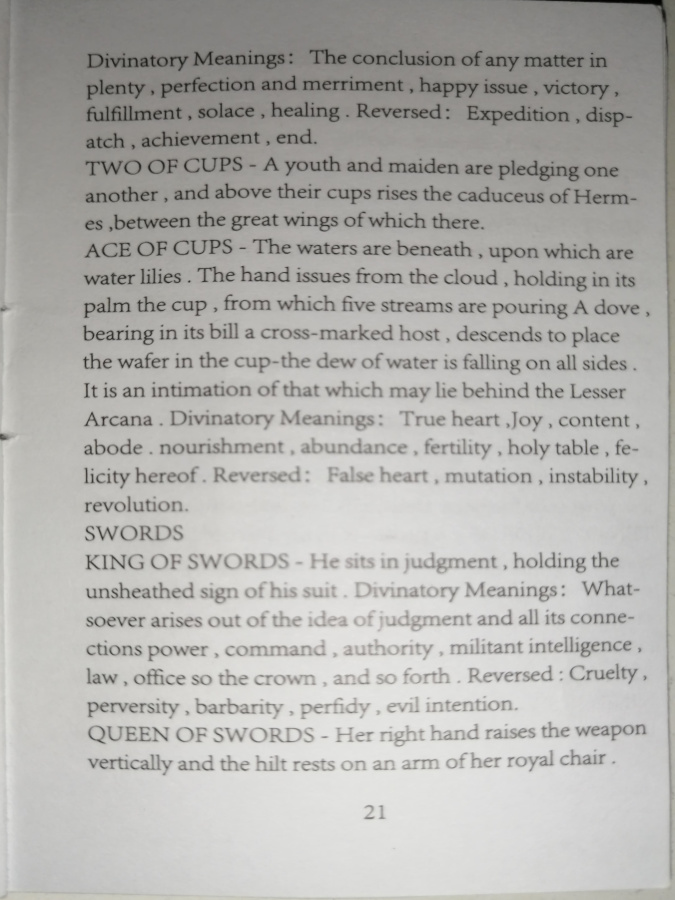 Divinatory Meanings: The conclusion of any matter in
plenty , perfection and merriment , happy issue , victory ,
fulfillment , solace , healing . Reversed: Expedition , disp-
atch , achievement , end.
TWO OF CUPS - A youth and maiden are pledging one
another , and above their cups rises the caduceus of Herm-
es ,between the great wings of which there.
ACE OF CUPS - The waters are beneath , upon which are
water lilies . The hand issues from the cloud , holding in its
palm the cup , from which five streams are pouring A dove ,
bearing in its bill a cross-marked host , descends to place
the wafer in the cup-the dew of water is falling on all sides .
It is an intimation of that which may lie behind the Lesser
Arcana . Divinatory Meanings: True heart ,Joy , content ,
abode . nourishment , abundance , fertility , holy table , fe-
licity hereof . Reversed: False heart , mutation , instability ,
revolution.
SWORDS
KING OF SWORDS - He sits in judgment , holding the
unsheathed sign of his suit . Divinatory Meanings: What-
soever arises out of the idea of judgment and all its conne-
ctions power , command , authority , militant intelligence ,
law , office so the crown , and so forth . Reversed : Cruelty ,
perversity , barbarity , perfidy , evil intention.
QUEEN OF SWORDS - Her right hand raises the weapon
vertically and the hilt rests on an arm of her royal chair .
21